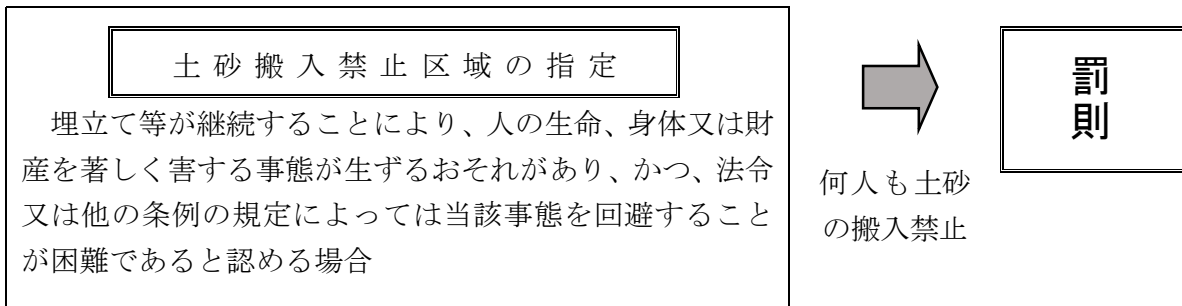 土砂搬入禁止区域の指定
埋立て等が継続することにより、人の生命、身体又は財
産を著しく害する事態が生ずるおそれがあり、かつ、法令
又は他の条例の規定によっては当該事態を回避すること
が困難であると認める場合
何人も土砂
の搬入禁止
罰則